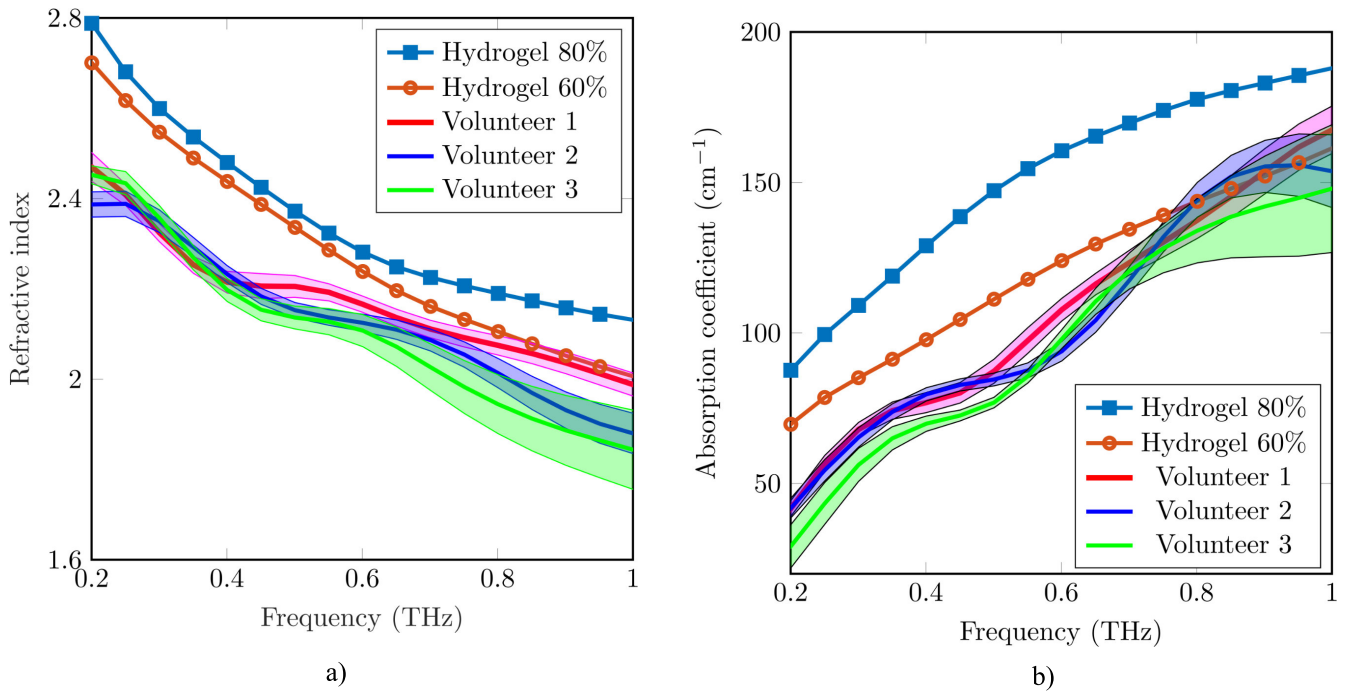 2.8
2.4
2
1.6
Refractive index
Hydrogel 80%
Hydrogel 60%
Volunteer 1
Volunteer 2
Volunteer 3
0.2
0.4
0.6
0.8
1
Frequency (THz)
a)
200
150
100
50
Absorption coefficient (cm⁻¹)
Hydrogel 80%
Hydrogel 60%
Volunteer 1
Volunteer 2
Volunteer 3
0.2
0.4
0.6
0.8
1
Frequency (THz)
b)